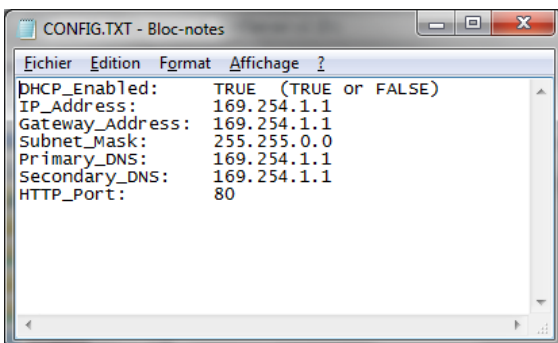 CONFIG.TXT - Bloc-notes
Fichier Edition Format Affichage ?
DHCP_Enabled: TRUE (TRUE or FALSE)
IP_Address: 169.254.1.1
Gateway_Address: 169.254.1.1
Subnet_Mask: 255.255.0.0
Primary_DNS: 169.254.1.1
Secondary_DNS: 169.254.1.1
HTTP_Port: 80